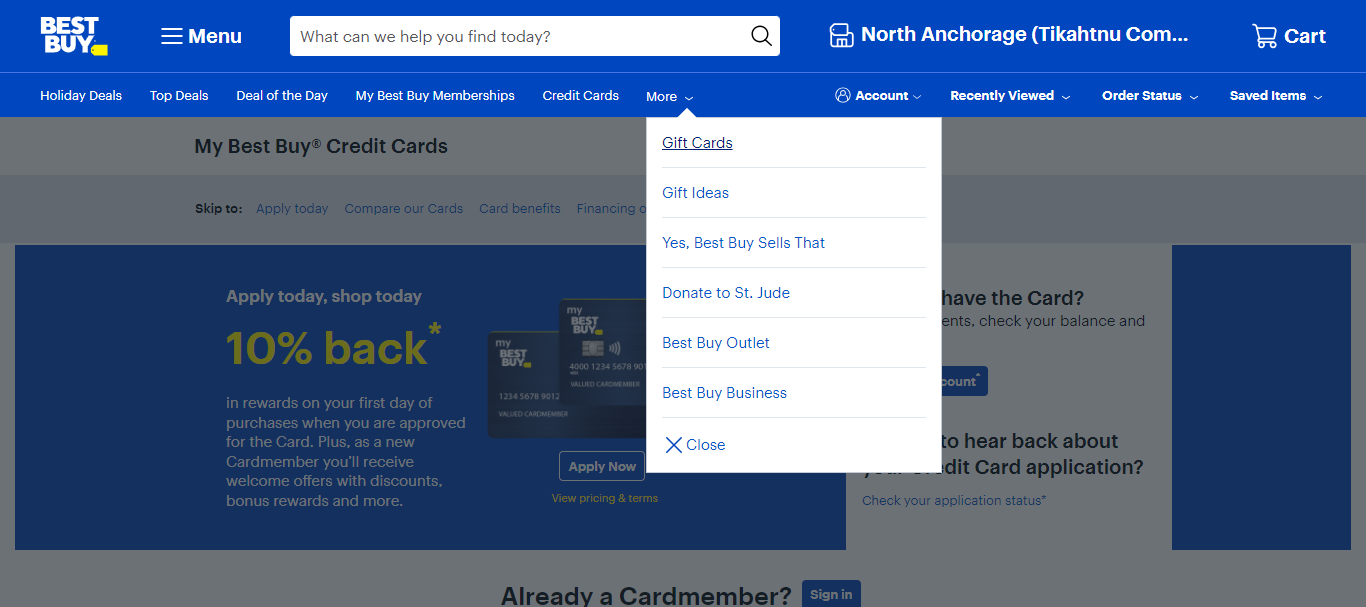 BEST
BUY
Menu
What can we help you find today?
North Anchorage (Tikahtnu Com...
Cart
Holiday Deals
Top Deals
Deal of the Day
My Best Buy Memberships
Credit Cards
More
Account
Recently Viewed
Order Status
Saved Items
My Best Buy® Credit Cards
Skip to: Apply today Compare our Cards Card benefits Financing
Gift Cards
Gift Ideas
Yes, Best Buy Sells That
Donate to St. Jude
Best Buy Outlet
Best Buy Business
Close
Apply today, shop today
10% back*
in rewards on your first day of
purchases when you are approved
for the Card. Plus, as a new
Cardmember you'll receive
welcome offers with discounts,
bonus rewards and more.
my
BEST
BUY
1234 5678 9012
VALUED CARDMEMBER
my
BEST
BUY
4000 1234 5678 901
VALUED CARDMEMBER
Apply Now
View pricing & terms
have the Card?
check your balance and
to hear back about
your Credit Card application?
Check your application status*
Already a Cardmember?
Sign in